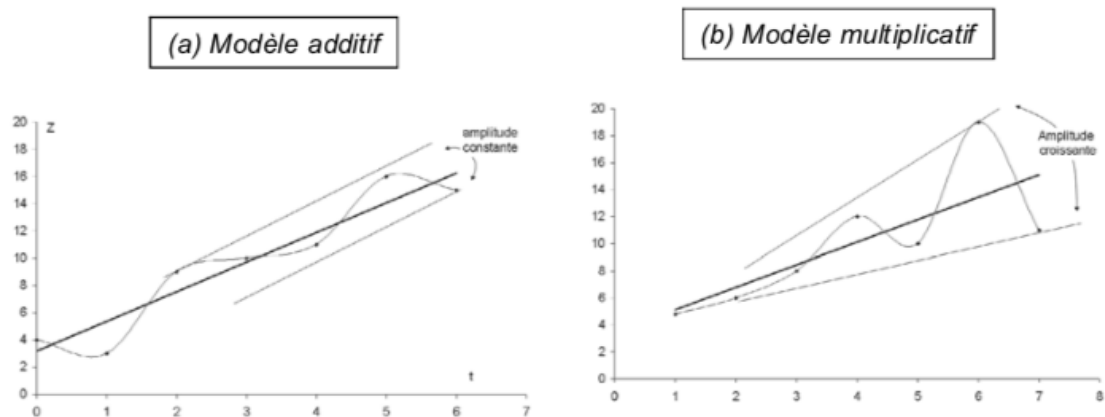 (a) Modèle additif
(b) Modèle multiplicatif
20
18
16
14
12
10
8
6
4
2
0
z
amplitude
constante
t
0 1 2 3 4 5 6 7
20
18
16
14
12
10
8
6
4
2
0
Amplitude
croissante
0 1 2 3 4 5 6 7 8